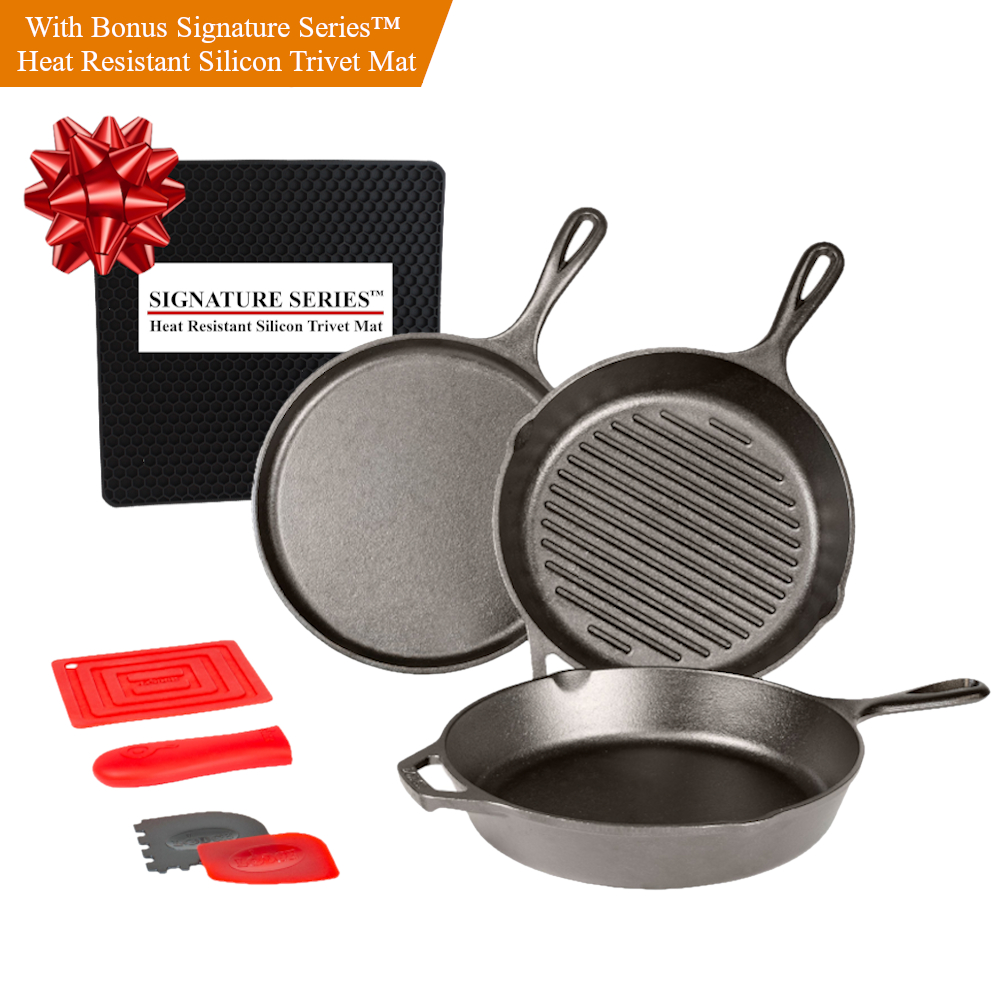 With Bonus Signature Series™
Heat Resistant Silicon Trivet Mat
SIGNATURE SERIES™
Heat Resistant Silicon Trivet Mat